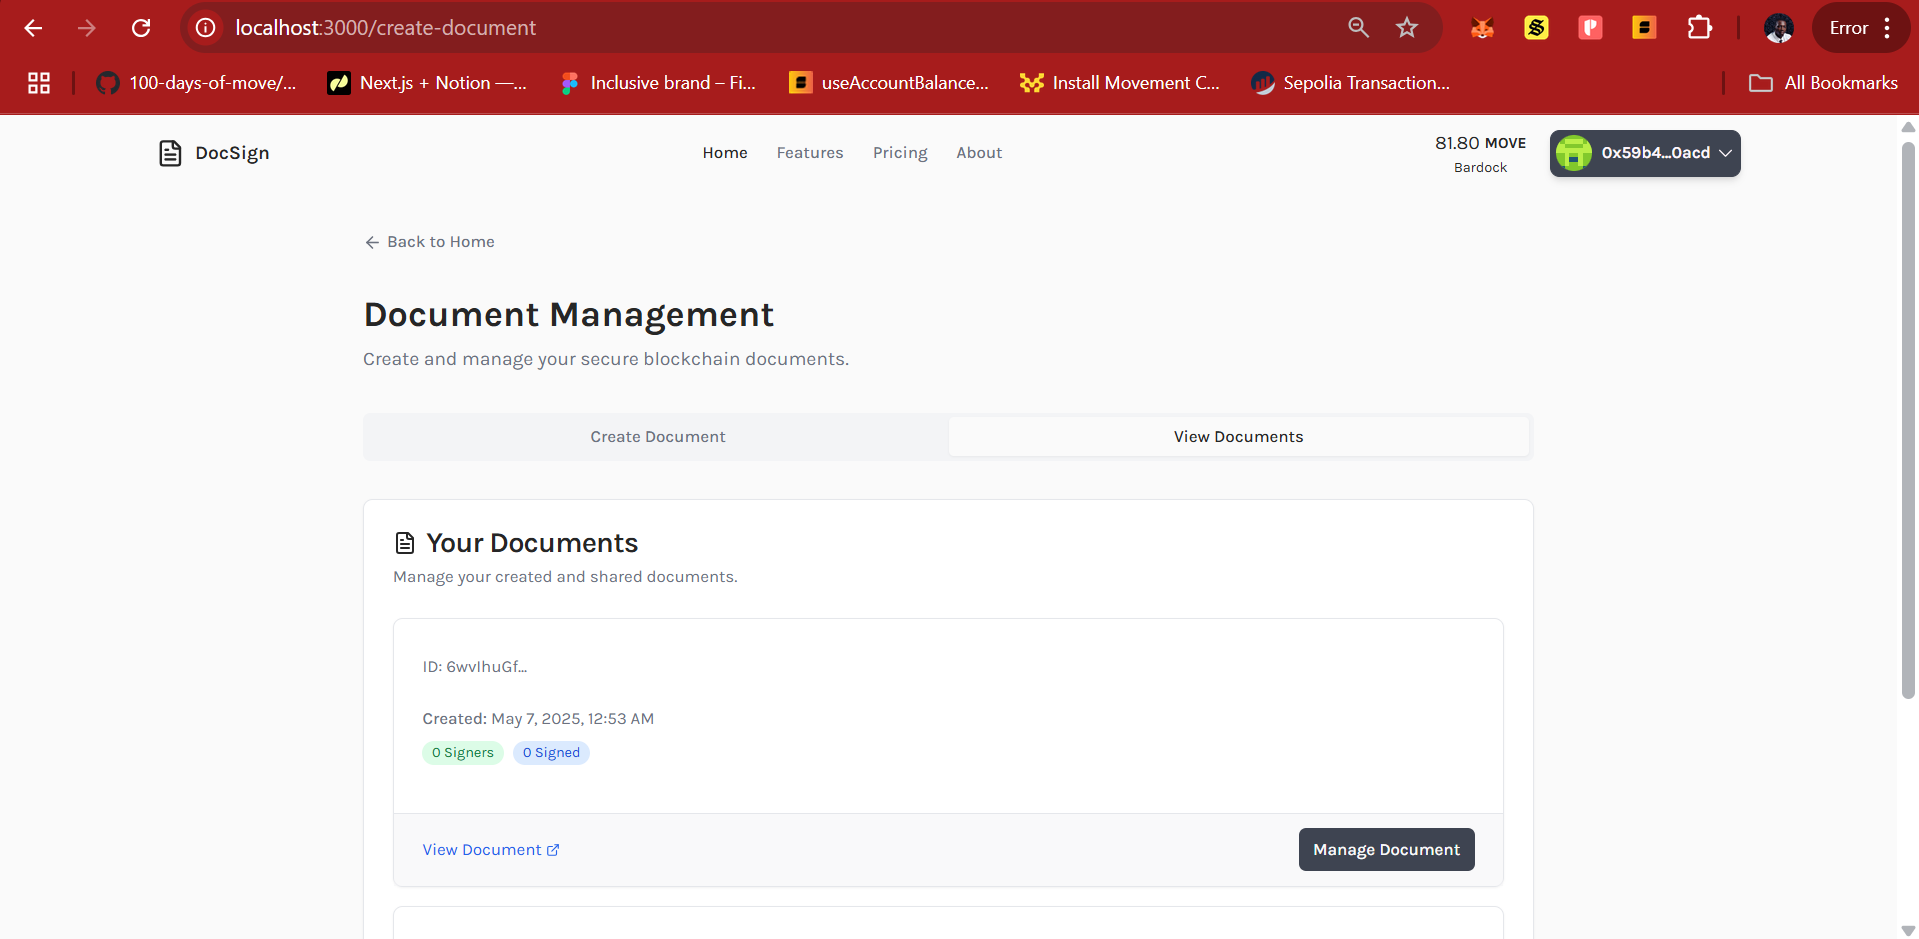 localhost:3000/create-document
Error
100-days-of-move/...
Next.js + Notion —...
Inclusive brand – Fi...
useAccountBalance...
Install Movement C...
Sepolia Transaction...
All Bookmarks
DocSign
Home
Features
Pricing
About
81.80 MOVE
Bardock
0x59b4...0acd
Back to Home
Document Management
Create and manage your secure blockchain documents.
Create Document
View Documents
Your Documents
Manage your created and shared documents.
ID: 6wvIhuGf...
Created: May 7, 2025, 12:53 AM
0 Signers
0 Signed
View Document
Manage Document